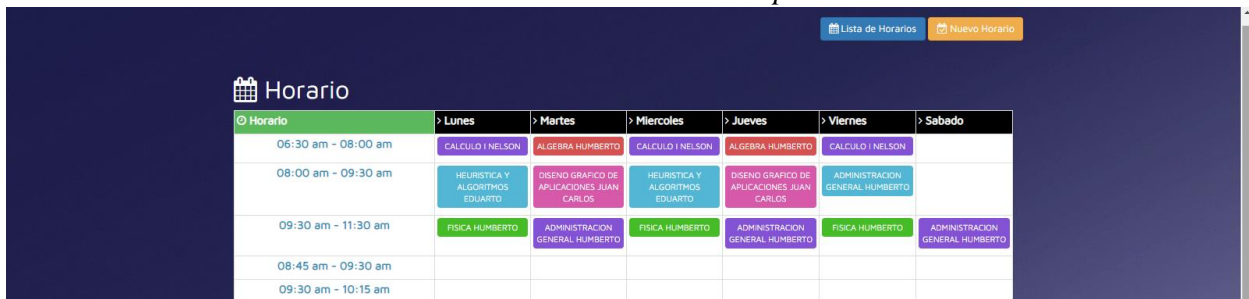 Lista de Horarios Nuevo Horario
Horario
Horario > Lunes > Martes > Miercoles > Jueves > Viernes > Sabado
06:30 am - 08:00 am CALCULO I NELSON ALGEBRA HUMBERTO CALCULO I NELSON ALGEBRA HUMBERTO CALCULO I NELSON
08:00 am - 09:30 am HEURISTICA Y DISENO GRAFICO DE HEURISTICA Y DISENO GRAFICO DE ADMINISTRACION
ALGORITMOS APLICACIONES JUAN ALGORITMOS APLICACIONES JUAN GENERAL HUMBERTO
EDUARTO CARLOS EDUARTO CARLOS
09:30 am - 11:30 am FISICA HUMBERTO ADMINISTRACION FISICA HUMBERTO ADMINISTRACION FISICA HUMBERTO ADMINISTRACION
GENERAL HUMBERTO GENERAL HUMBERTO GENERAL HUMBERTO
08:45 am - 09:30 am
09:30 am - 10:15 am